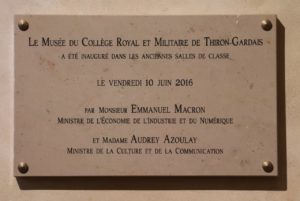 Le Musée du Collège Royal et Militaire de Thiron-Gardais
a été inauguré dans les anciennes salles de classe
le vendredi 10 juin 2016
par Monsieur Emmanuel Macron
Ministre de l'Économie de l'Industrie et du Numérique
et Madame Audrey Azoulay
Ministre de la Culture et de la Communication